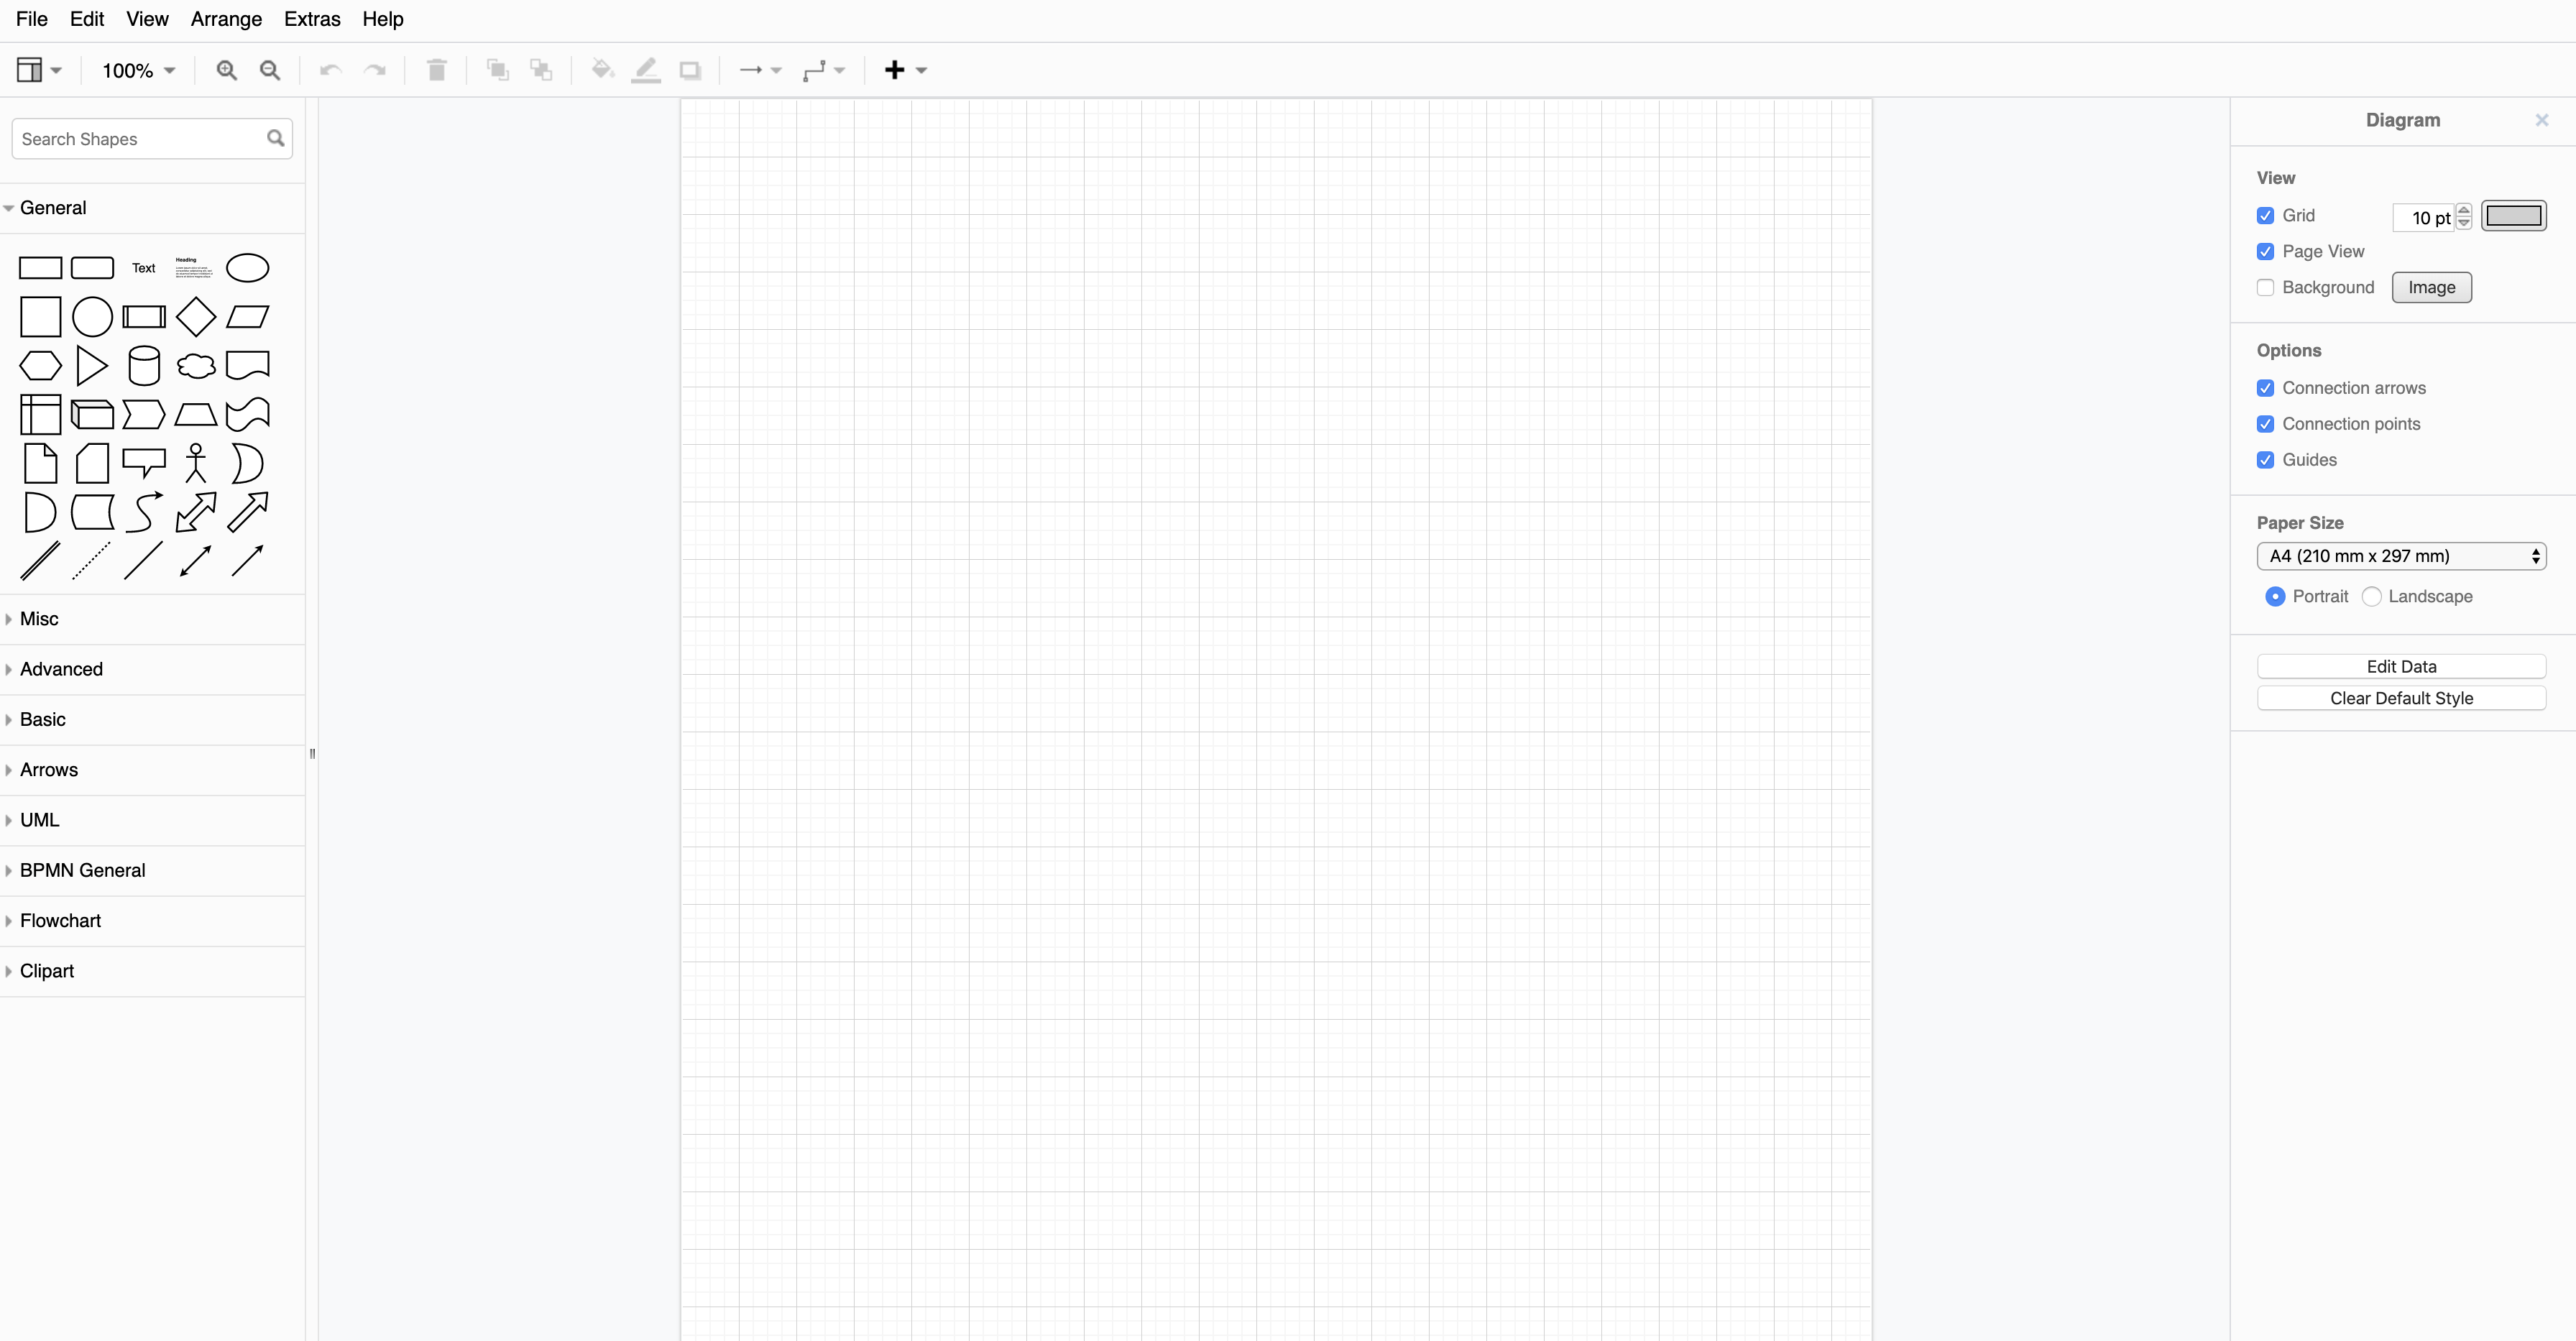 File Edit View Arrange Extras Help
100%
Search Shapes
General
Text
Heading
Misc
Advanced
Basic
Arrows
UML
BPMN General
Flowchart
Clipart
Diagram
View
Grid 10 pt
Page View
Background Image
Options
Connection arrows
Connection points
Guides
Paper Size
A4 (210 mm x 297 mm)
Portrait Landscape
Edit Data
Clear Default Style